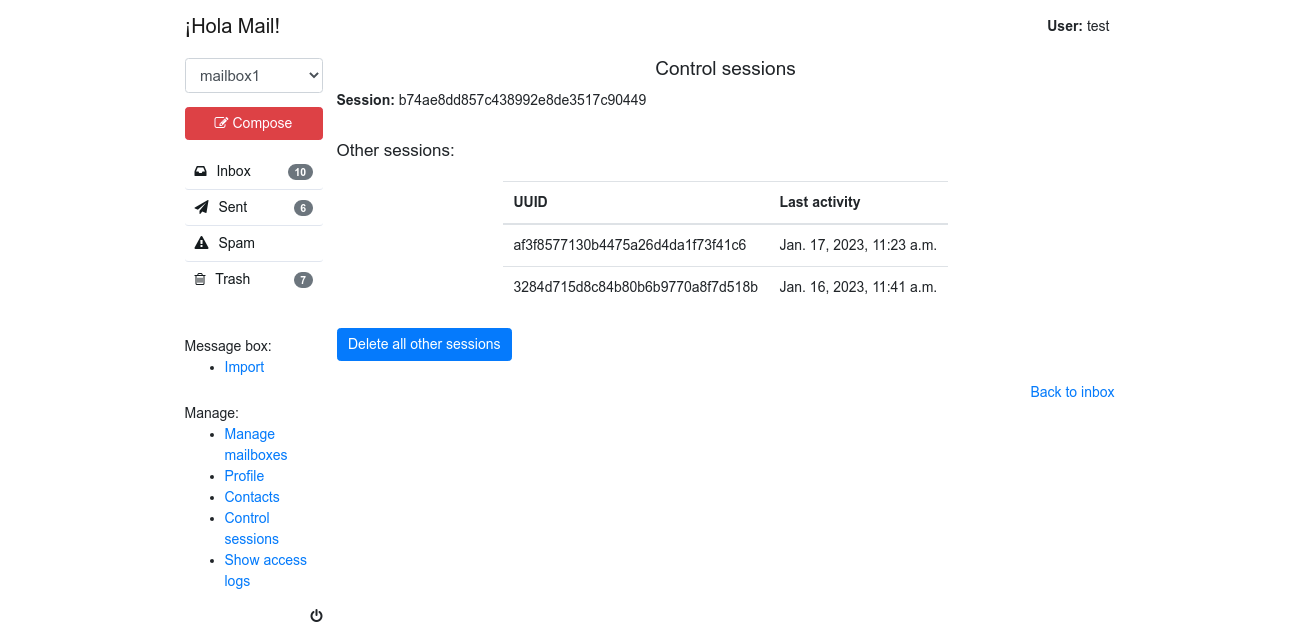 ¡Hola Mail!
User: test
mailbox1
Compose
Inbox 10
Sent 6
Spam
Trash 7
Message box:
Import
Manage:
Manage
mailboxes
Profile
Contacts
Control
sessions
Show access
logs
Control sessions
Session: b74ae8dd857c438992e8de3517c90449
Other sessions:
UUID Last activity
af3f8577130b4475a26d4da1f73f41c6 Jan. 17, 2023, 11:23 a.m.
3284d715d8c84b80b6b9770a8f7d518b Jan. 16, 2023, 11:41 a.m.
Delete all other sessions
Back to inbox